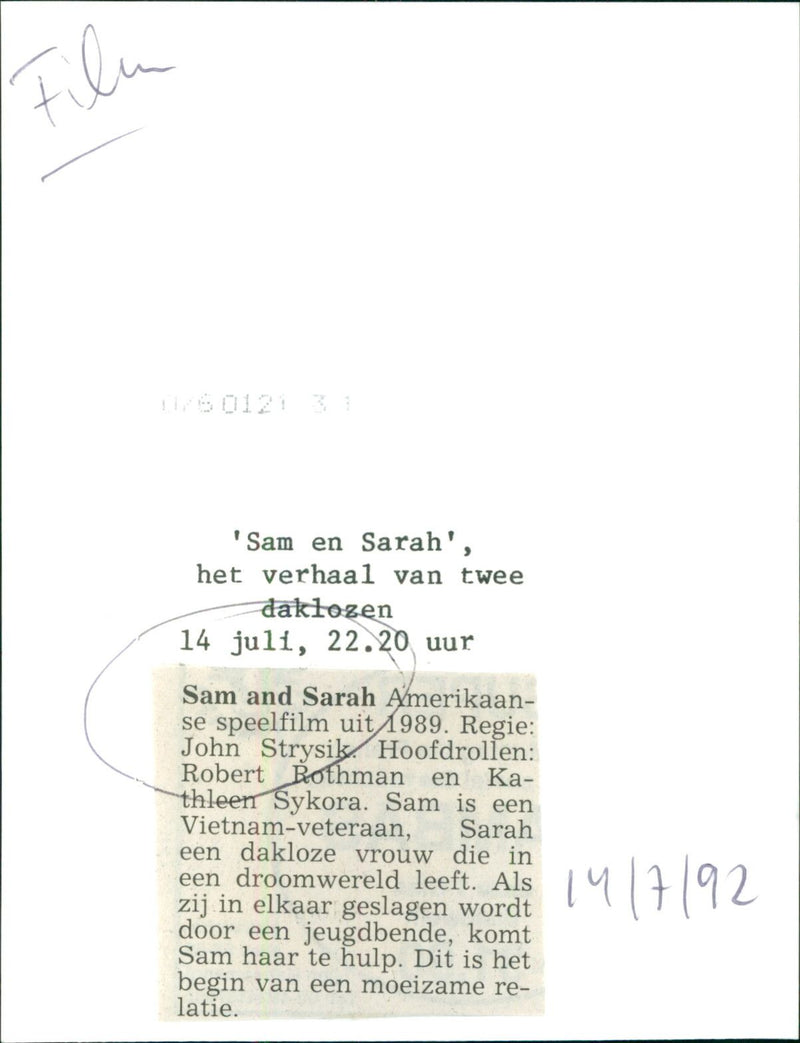 Film
'Sam en Sarah',
het verhaal van twee
daklozen
14 juli, 22.20 uur
Sam and Sarah Amerikaan-
se speelfilm uit 1989. Regie:
John Strysik. Hoofdrollen:
Robert Rothman en Ka-
thleen Sykora. Sam is een
Vietnam-veteraan, Sarah
een dakloze vrouw die in
een droomwereld leeft. Als
zij in elkaar geslagen wordt
door een jeugdbende, komt
Sam haar te hulp. Dit is het
begin van een moeizame re-
latie.
14/7/92